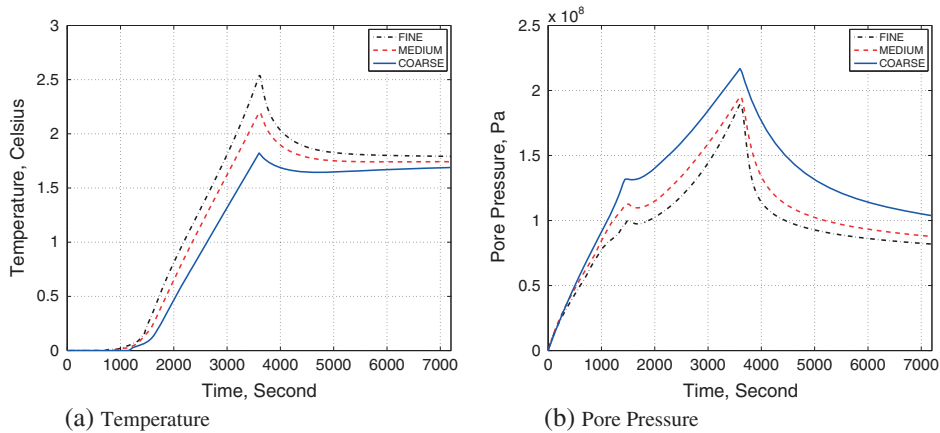 3
2.5
2
1.5
1
0.5
0
Temperature, Celsius
0 1000 2000 3000 4000 5000 6000 7000
Time, Second
FINE
MEDIUM
COARSE
(a) Temperature
x 10⁸
2.5
2
1.5
1
0.5
0
Pore Pressure, Pa
0 1000 2000 3000 4000 5000 6000 7000
Time, Second
FINE
MEDIUM
COARSE
(b) Pore Pressure